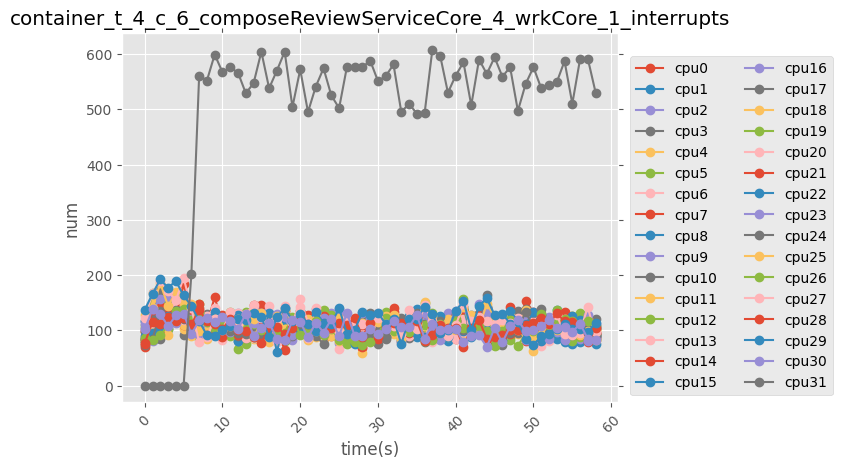 container_t_4_c_6_composeReviewServiceCore_4_wrkCore_1_interrupts
600
500
400
300
200
100
0
num
0
10
20
30
40
50
60
time(s)
cpu0
cpu1
cpu2
cpu3
cpu4
cpu5
cpu6
cpu7
cpu8
cpu9
cpu10
cpu11
cpu12
cpu13
cpu14
cpu15
cpu16
cpu17
cpu18
cpu19
cpu20
cpu21
cpu22
cpu23
cpu24
cpu25
cpu26
cpu27
cpu28
cpu29
cpu30
cpu31